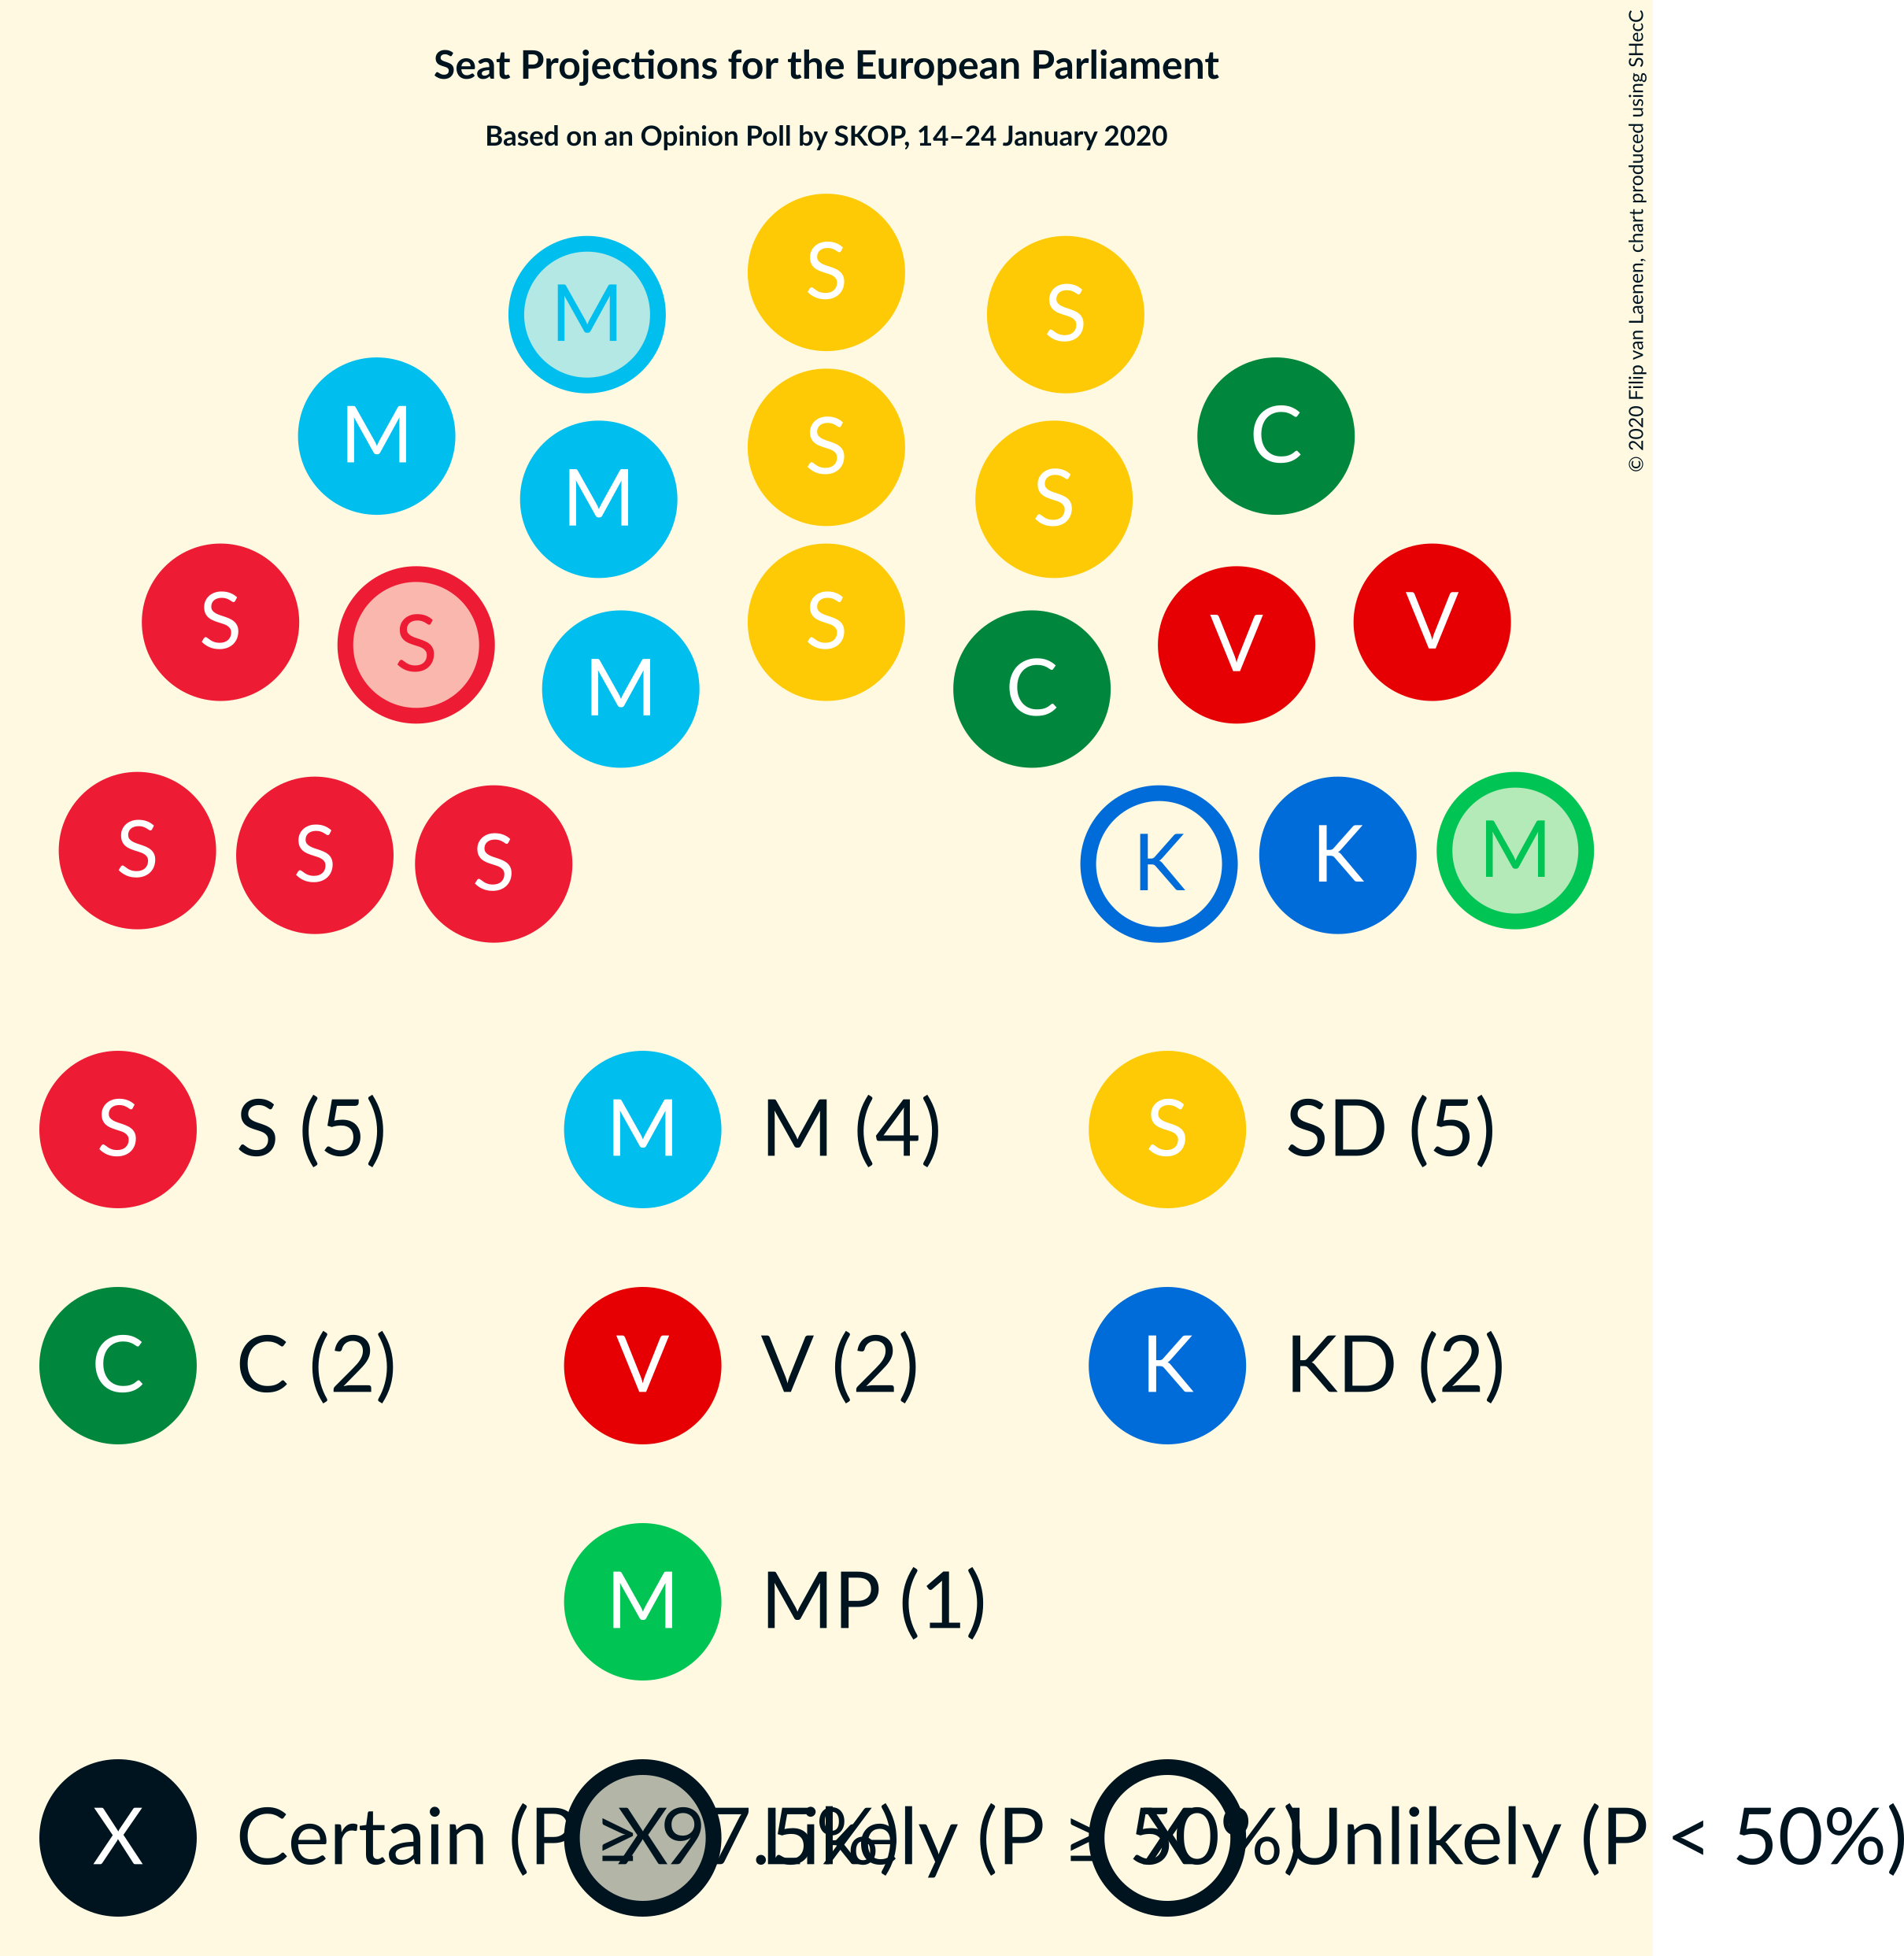 Seat Projections for the European Parliament
Based on an Opinion Poll by SKOP, 14–24 January 2020
© 2020 Filip van Laenen, chart produced using SHecC
S
M S
M S C
M S
S S V V
M S C
S S S K K M
S S (5) M M (4) S SD (5)
C C (2) V V (2) K KD (2)
M MP (1)
X Certain (P ≥ 97.5%) X Likely (P ≥ 50%) X Unlikely (P < 50%)